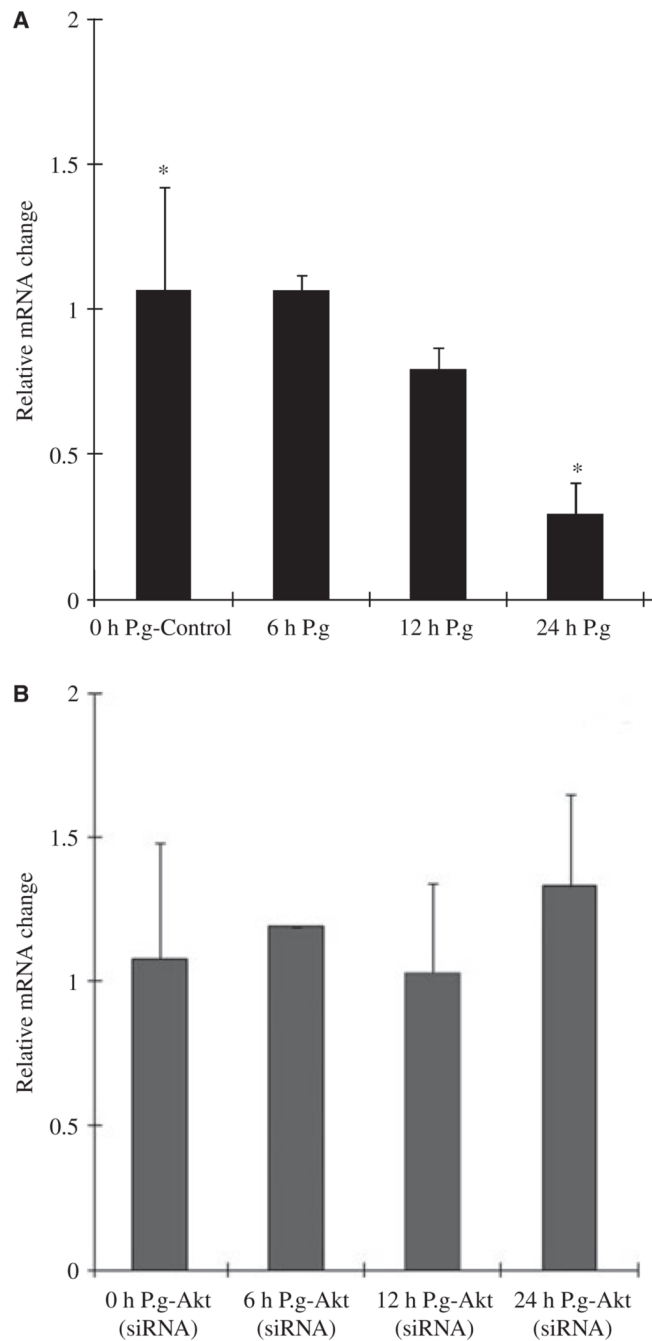 A
2
1.5
1
0.5
0
Relative mRNA change
*
*
0 h P.g-Control 6 h P.g 12 h P.g 24 h P.g
B
2
1.5
1
0.5
0
Relative mRNA change
0 h P.g-Akt 6 h P.g-Akt 12 h P.g-Akt 24 h P.g-Akt
(siRNA) (siRNA) (siRNA) (siRNA)